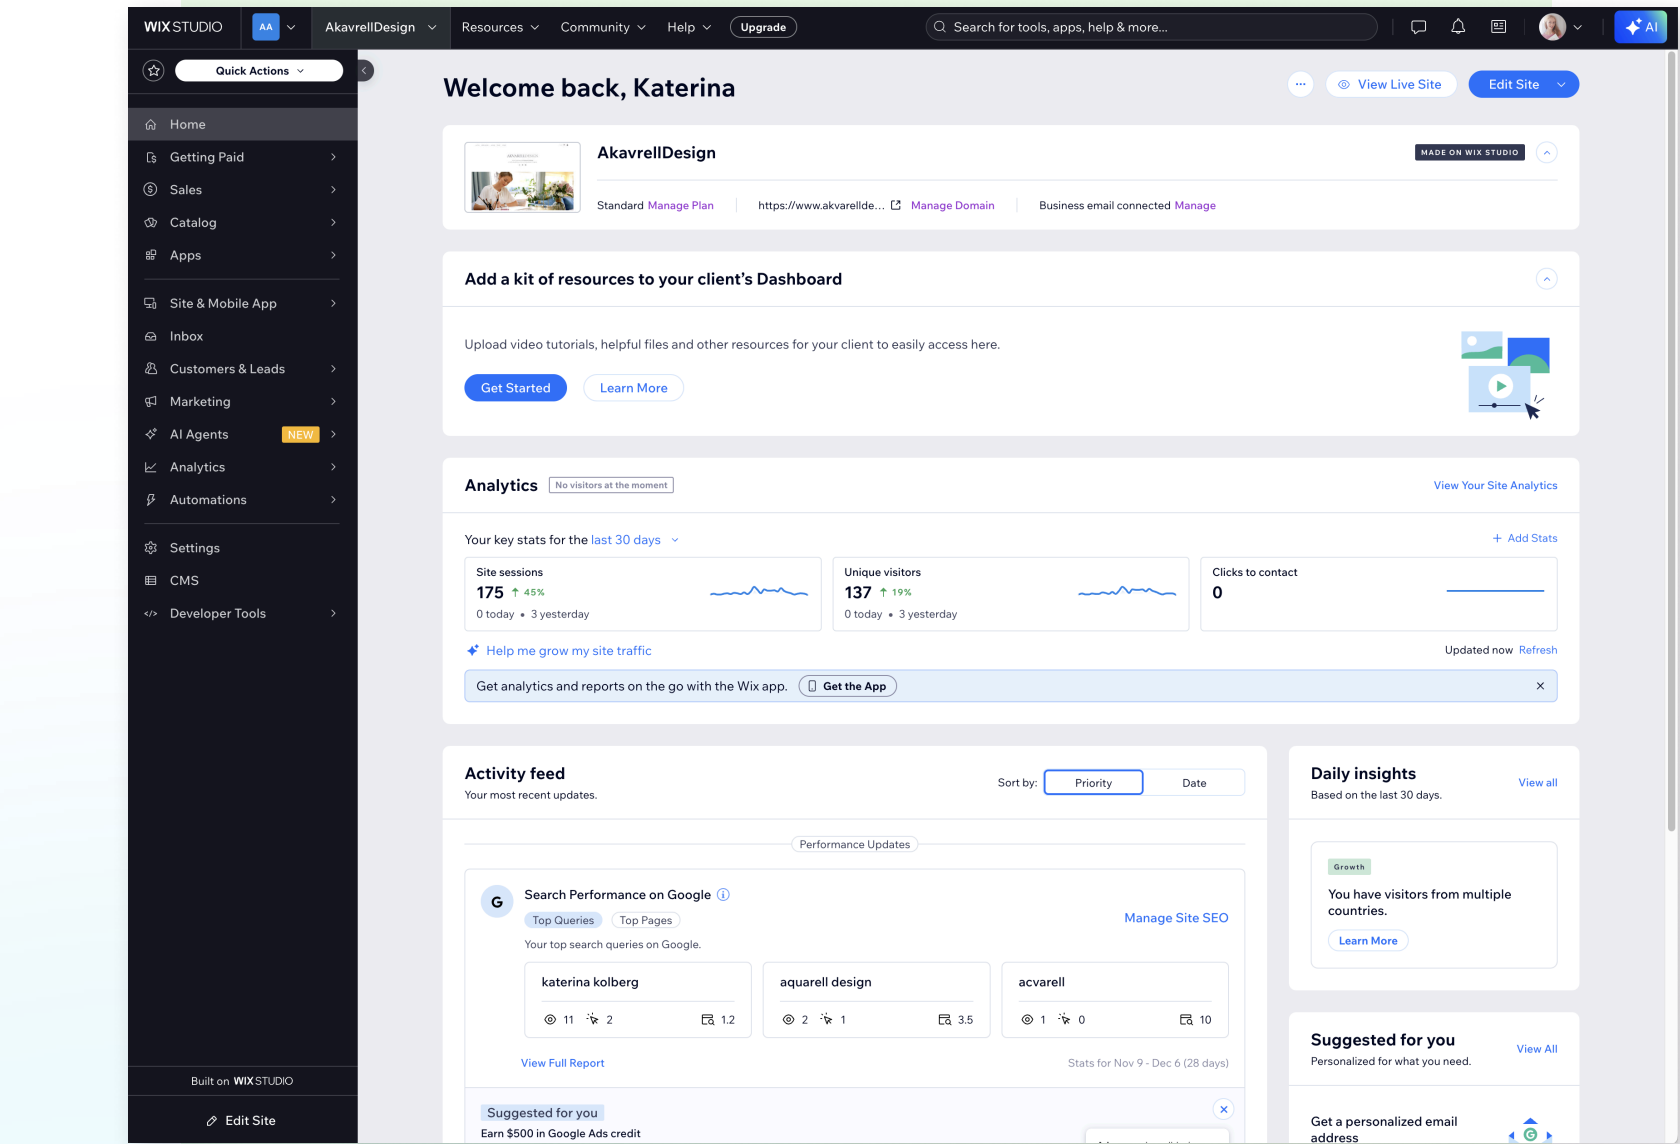 WIX STUDIO
AA
AkavrellDesign
Resources
Community
Help
Upgrade
Search for tools, apps, help & more...
AI
Quick Actions
Home
Getting Paid
Sales
Catalog
Apps
Site & Mobile App
Inbox
Customers & Leads
Marketing
AI Agents NEW
Analytics
Automations
Settings
CMS
Developer Tools
Built on WIX STUDIO
Edit Site
Welcome back, Katerina
View Live Site
Edit Site
AkavrellDesign
MADE ON WIX STUDIO
Standard Manage Plan
https://www.akvarellde... Manage Domain
Business email connected Manage
Add a kit of resources to your client's Dashboard
Upload video tutorials, helpful files and other resources for your client to easily access here.
Get Started
Learn More
Analytics
No visitors at the moment
View Your Site Analytics
Your key stats for the last 30 days
+ Add Stats
Site sessions
175 ↑ 45%
0 today • 3 yesterday
Unique visitors
137 ↑ 19%
0 today • 3 yesterday
Clicks to contact
0
Help me grow my site traffic
Updated now Refresh
Get analytics and reports on the go with the Wix app.
Get the App
Activity feed
Your most recent updates.
Sort by:
Priority
Date
Performance Updates
G
Search Performance on Google
Top Queries
Top Pages
Manage Site SEO
Your top search queries on Google.
katerina kolberg
11 2 1.2
aquarell design
2 1 3.5
acvarell
1 0 10
View Full Report
Stats for Nov 9 - Dec 6 (28 days)
Suggested for you
Earn $500 in Google Ads credit
Daily insights
View all
Based on the last 30 days.
Growth
You have visitors from multiple
countries.
Learn More
Suggested for you
View All
Personalized for what you need.
Get a personalized email
address
G